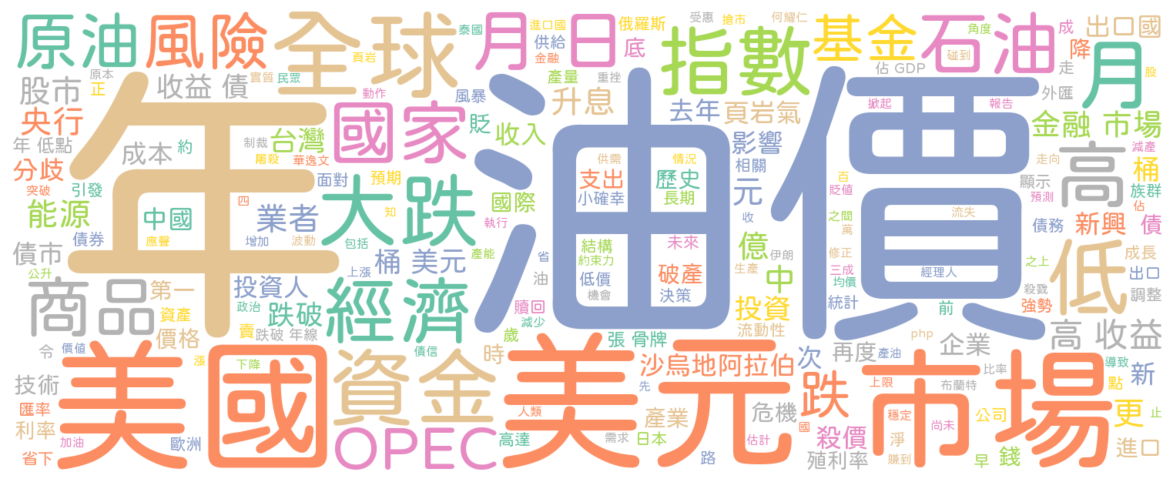 原油 風險 全球 月 日 底 指數 基金 石油 成 出口國
泰國 進口國 供給 俄羅斯 受惠 搶市 何耀仁 角度 降 月
頁岩 金融 碰到
股市 原本 正 收益 債 實質 民眾 產量 重挫 佔 GDP 走 股
央行 動作 風暴 升息 去年 頁岩氣 掀起 報告 外匯
年 低點 約 制裁 台灣 國家 貶 收入 影響 金融 市場
年 油價
分歧 成本 屠殺 華逸文 供需 情況 相關 走向 減產
突破 引發 面對 預期 大跌 國際 支出 歷史 元 百 貶值 高 顯示 預測 桶 族群
能源 中國 四 業者 知 執行 小確幸 長期 之間 流失 佔
債券 應聲 增加 波動 包括 收 萬 債務 新興 債
債市 桶 美元 產能 結構 未來 億 伊朗 修正 低 成長
公升 上漲 省 約束力 中 生產 三成 經理人 之上 出口
商品 第一 投資人 政治 經濟 油 低價 破產 投資 均價 殺戮 調整
資產 跌破 贖回 機會 決策 統計 前 強勢
價格 賣 跌破 年線 減少 歲 流動性 高 收益
令 價值 漲 債信 時 張 骨牌 php 企業
美國 資金 美元 跌 市場
技術 下降 沙烏地阿拉伯 次 再度 產油 比率 導致 新
匯率 先 上限 布蘭特 點
利率 OPEC 人類 產業 危機 穩定 公司 更 止
加油 歐洲 高達 需求 日本 估計 國 殺價 淨 尚未 進口
省下 路 殖利率 賺到 早 錢